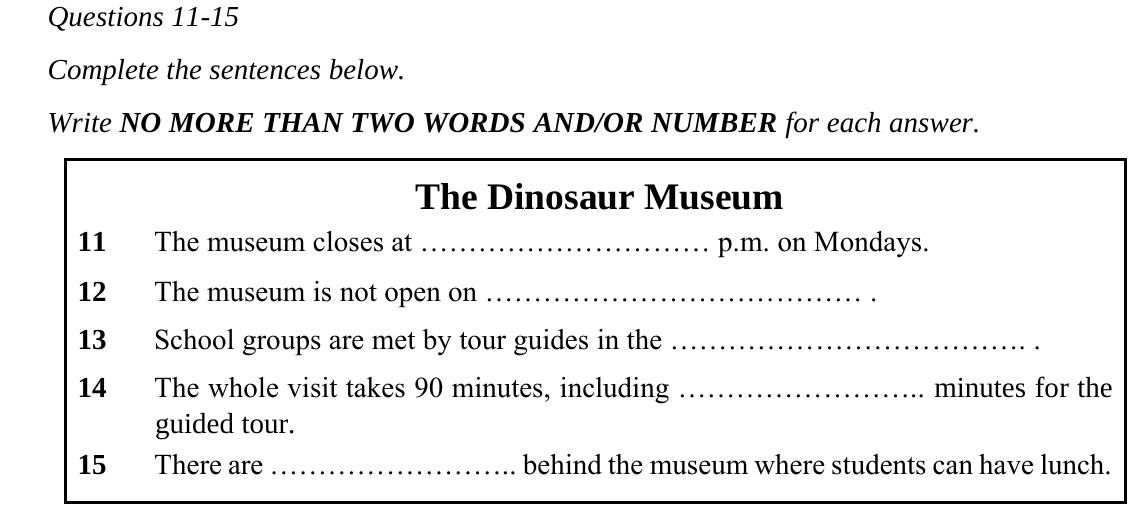 Questions 11-15
Complete the sentences below.
Write NO MORE THAN TWO WORDS AND/OR NUMBER for each answer.
The Dinosaur Museum
11 The museum closes at ………………………… p.m. on Mondays.
12 The museum is not open on ………………………………… .
13 School groups are met by tour guides in the ……………………………… .
14 The whole visit takes 90 minutes, including …………………….. minutes for the
guided tour.
15 There are …………………….. behind the museum where students can have lunch.